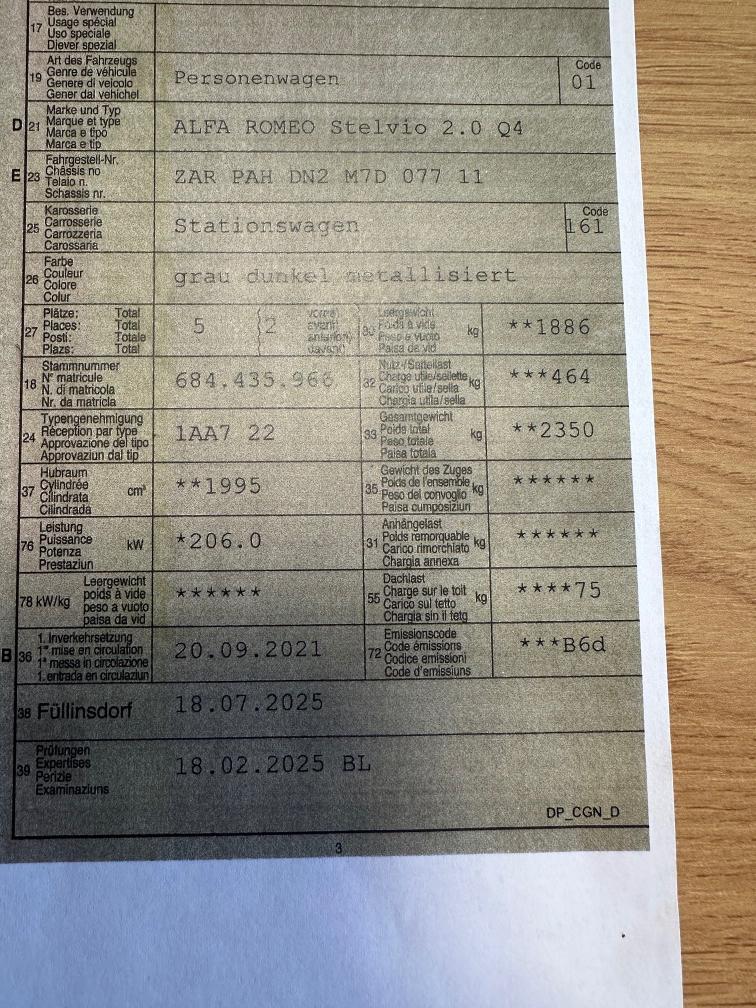 17 Bes. Verwendung
Usage spécial
Uso speciale
Diever spezial
19 Art des Fahrzeugs
Genre de véhicule
Genere di veicolo
Gener dal vehichel
Personenwagen
Code
01
D 21 Marke und Typ
Marque et type
Marca e tipo
Marca e tip
ALFA ROMEO Stelvio 2.0 Q4
E 23 Fahrgestell-Nr.
Châssis no
Telaio n.
Schassis nr.
ZAR PAH DN2 M7D 077 11
25 Karosserie
Carrosserie
Carrozzeria
Carossaria
Stationswagen
Code
161
26 Farbe
Couleur
Colore
Colur
grau dunkel metallisiert
27 Plätze: Total
Places: Total
Posti: Totale
Plazs: Total
5
2
Leergewicht
Poids à vide
Peso a vuoto
Paisa da vid
kg
**1886
18 Stammnummer
N° matricule
N. di matricola
Nr. da matricla
684.435.966
32 Nutz-/Sattellast
Charge utile/sellette
Carico utile/sella
Chargia utila/sella
kg
***464
24 Typengenehmigung
Réception par type
Approvazione del tipo
Approvaziun dal tip
1AA7 22
33 Gesamtgewicht
Poids total
Peso totale
Paisa totala
kg
**2350
37 Hubraum
Cylindrée
Cilindrata
Cilindrada
cm³
**1995
35 Gewicht des Zuges
Poids de l'ensemble
Peso del convoglio
Paisa cumposiziun
kg
******
76 Leistung
Puissance
Potenza
Prestaziun
kW
*206.0
31 Anhängelast
Poids remorquable
Carico rimorchiato
Chargia annexa
kg
******
78 kW/kg
Leergewicht
poids à vide
peso a vuoto
paisa da vid
******
55 Dachlast
Charge sur le toit
Carico sul tetto
Chargia sin il tetg
kg
****75
B 36 1. Inverkehrsetzung
1re mise en circulation
1a messa in circolazione
1. entrada en circulaziun
20.09.2021
72 Emissionscode
Code émissions
Codice emissioni
Code d'emissiuns
***B6d
38 Füllinsdorf
18.07.2025
39 Prüfungen
Expertises
Perizie
Examinaziuns
18.02.2025 BL
DP_CGN_D
3